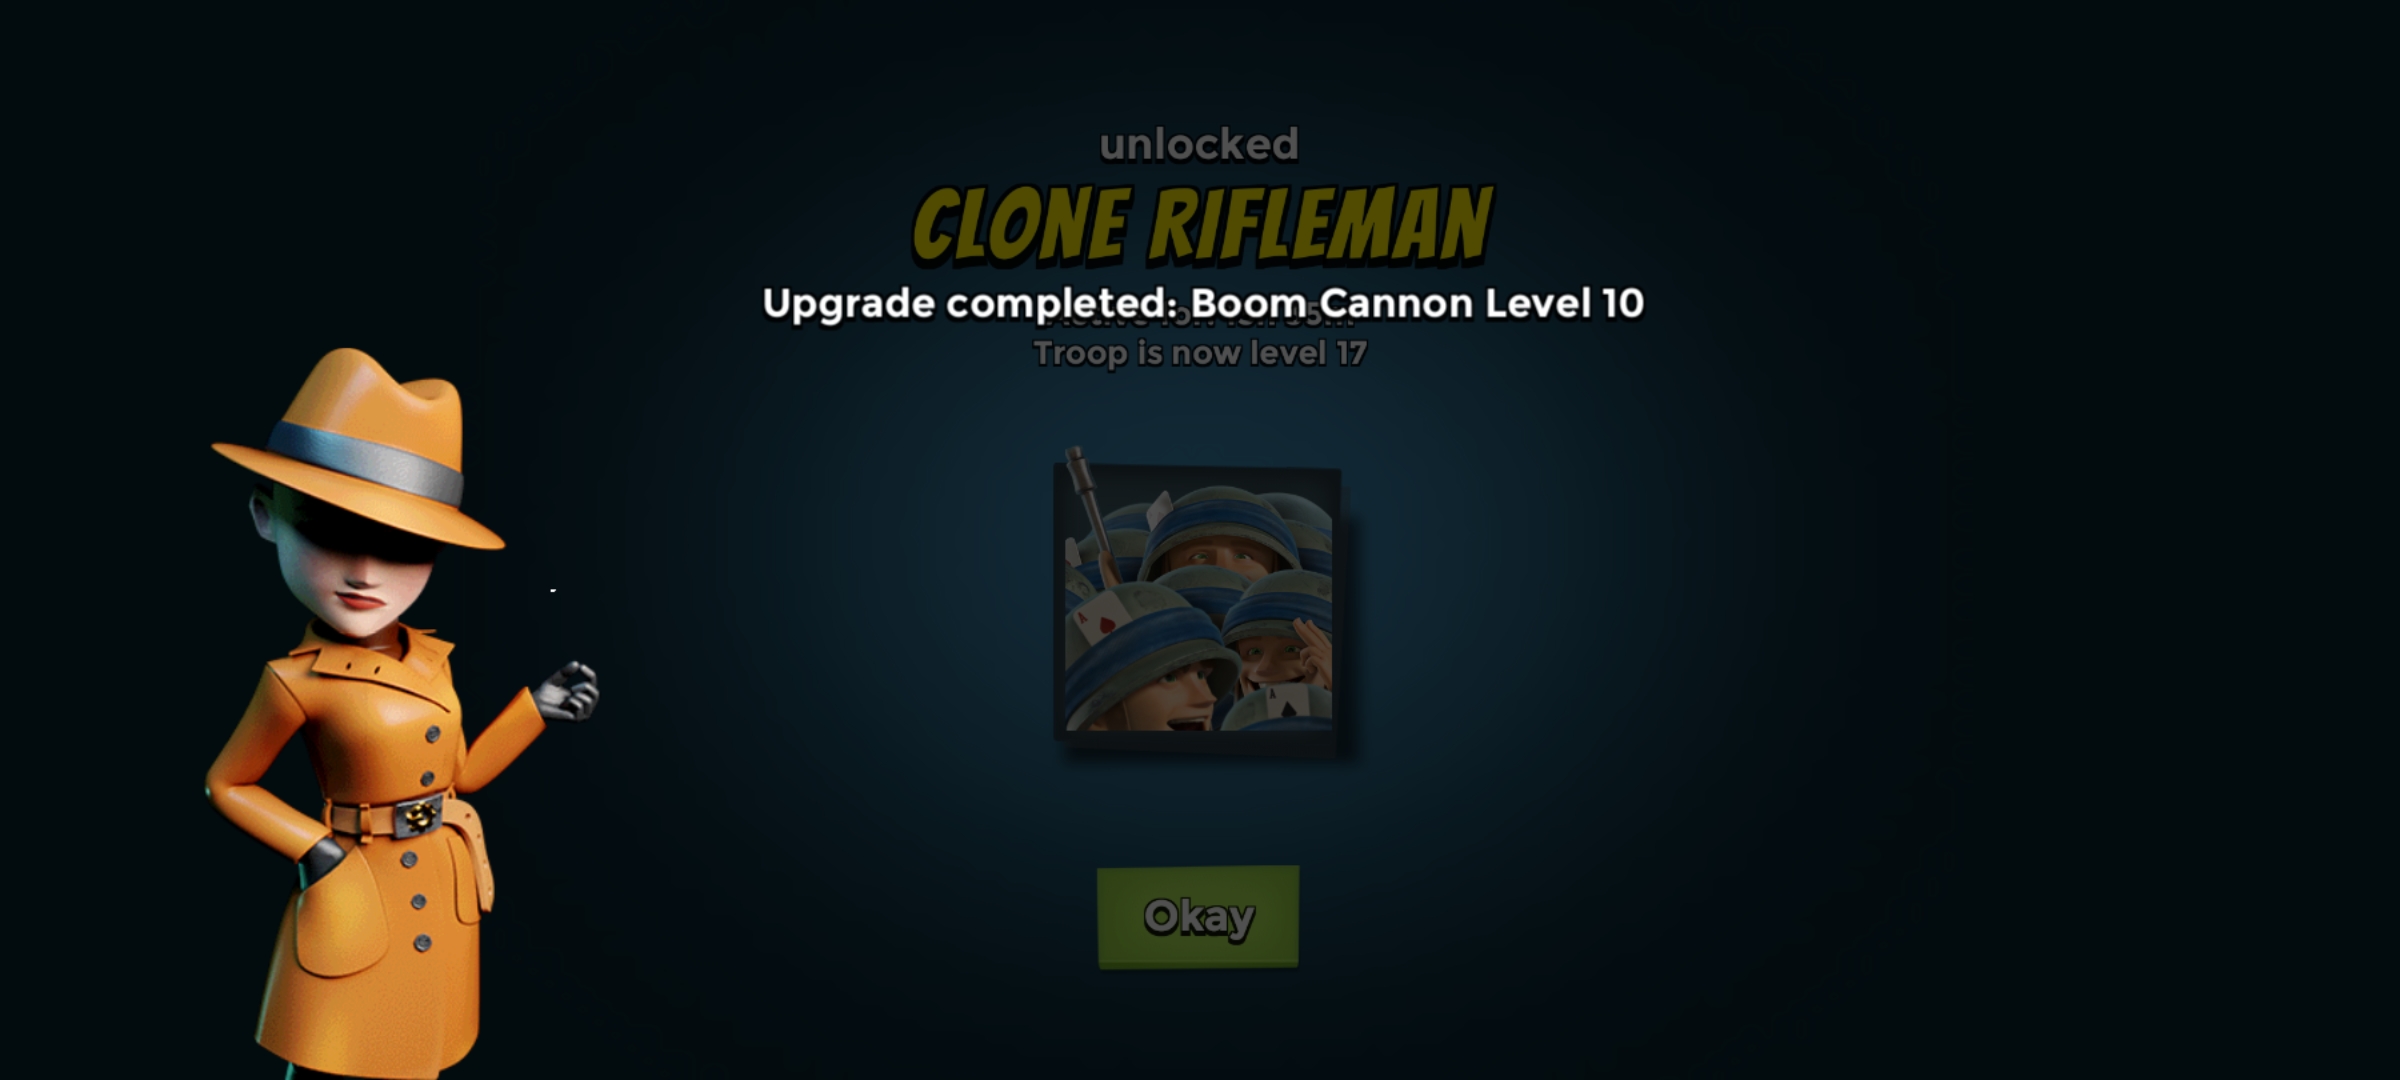 unlocked
CLONE RIFLEMAN
Upgrade completed: Boom Cannon Level 10
Troop is now level 17
A
A
Okay